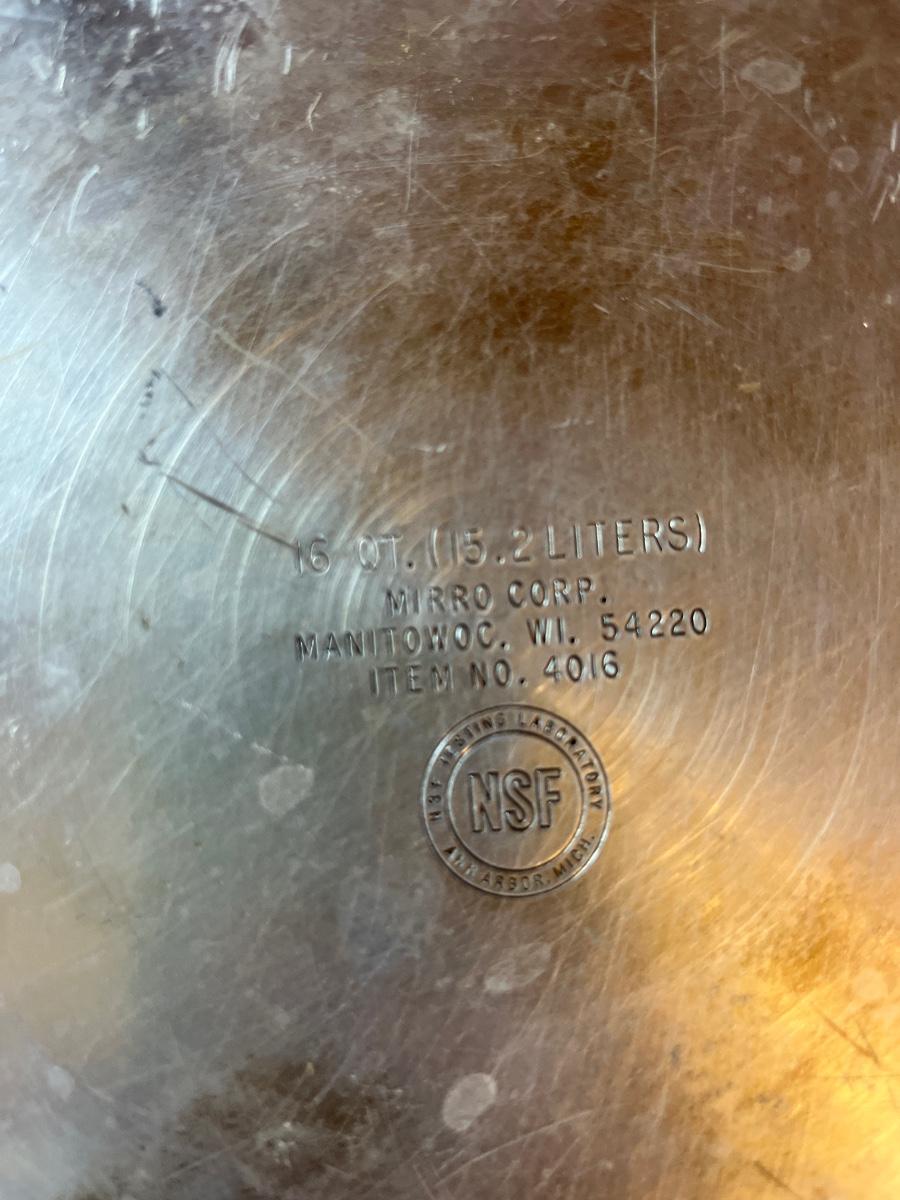 16 QT. (15.2 LITERS)
MIRRO CORP.
MANITOWOC, WI. 54220
ITEM NO. 4016
NSF TESTING LABORATORY
NSF
ANN ARBOR, MICH.